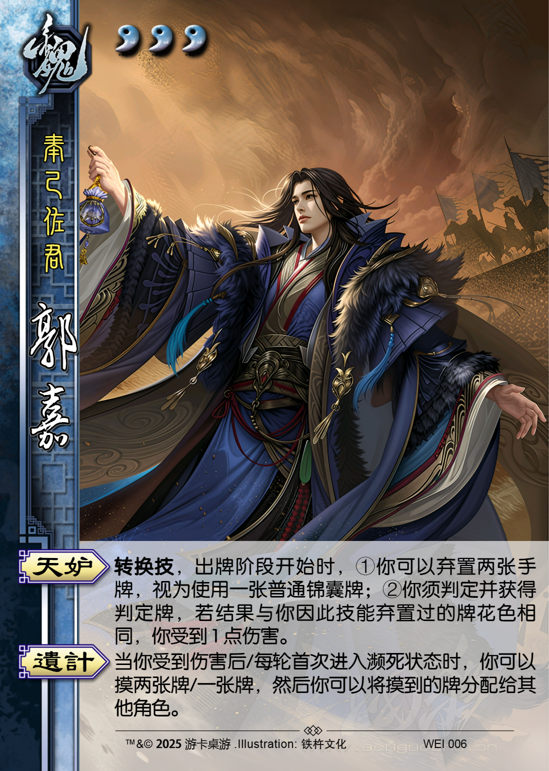 魏
奉己佐君
郭嘉
天妒
转换技，出牌阶段开始时，①你可以弃置两张手
牌，视为使用一张普通锦囊牌；②你须判定并获得
判定牌，若结果与你因此技能弃置过的牌花色相
同，你受到1点伤害。
遺計
当你受到伤害后/每轮首次进入濒死状态时，你可以
摸两张牌/一张牌，然后你可以将摸到的牌分配给其
他角色。
™&© 2025 游卡桌游 .Illustration: 铁杵文化
WEI 006